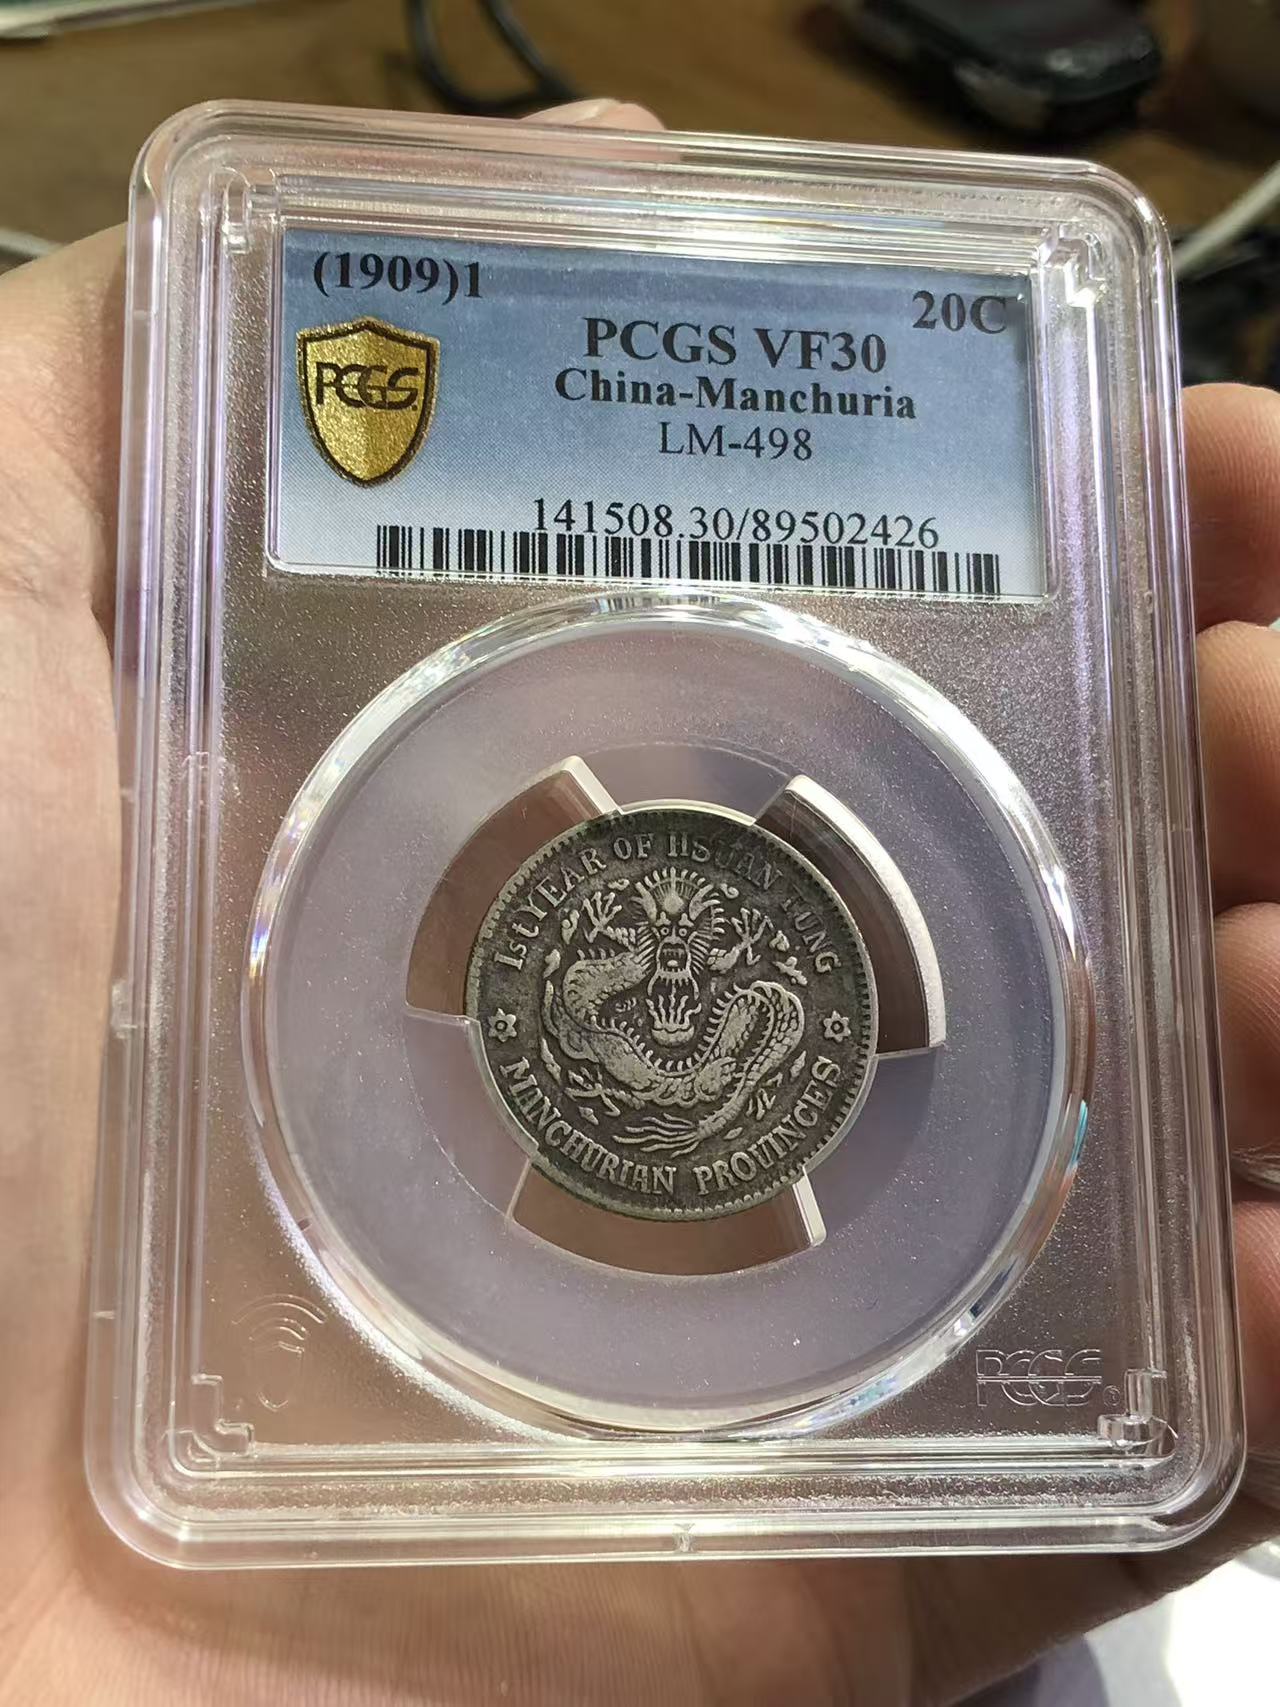 (1909)1
20C
PCGS VF30
PCGS
China-Manchuria
LM-498
141508.30/89502426
1st YEAR OF HSUAN TUNG
MANCHURIAN PROVINCES
PCGS